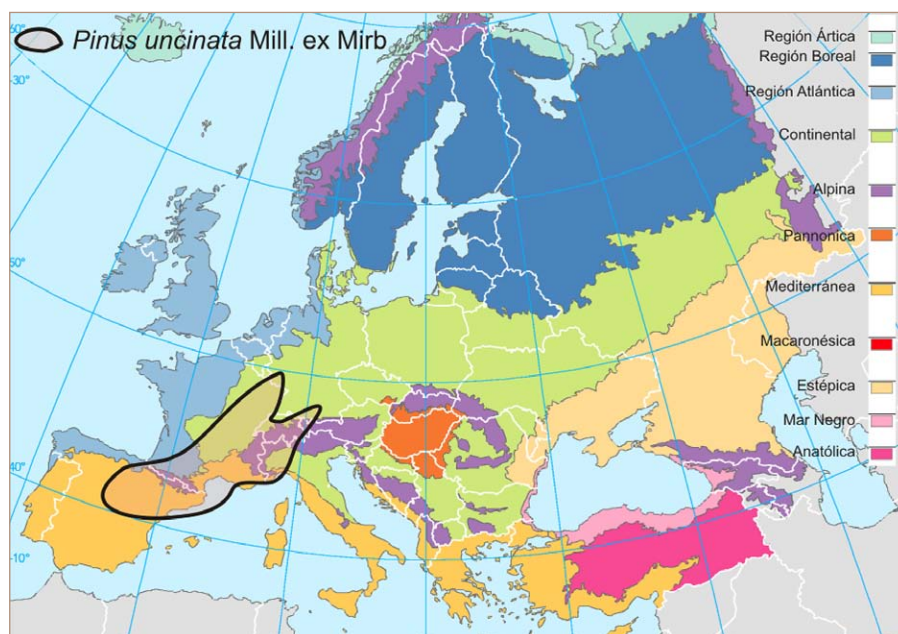 Pinus uncinata Mill. ex Mirb
Región Ártica
Región Boreal
Región Atlántica
Continental
Alpina
Pannonica
Mediterránea
Macaronésica
Estépica
Mar Negro
Anatólica
30°
40°
-10°